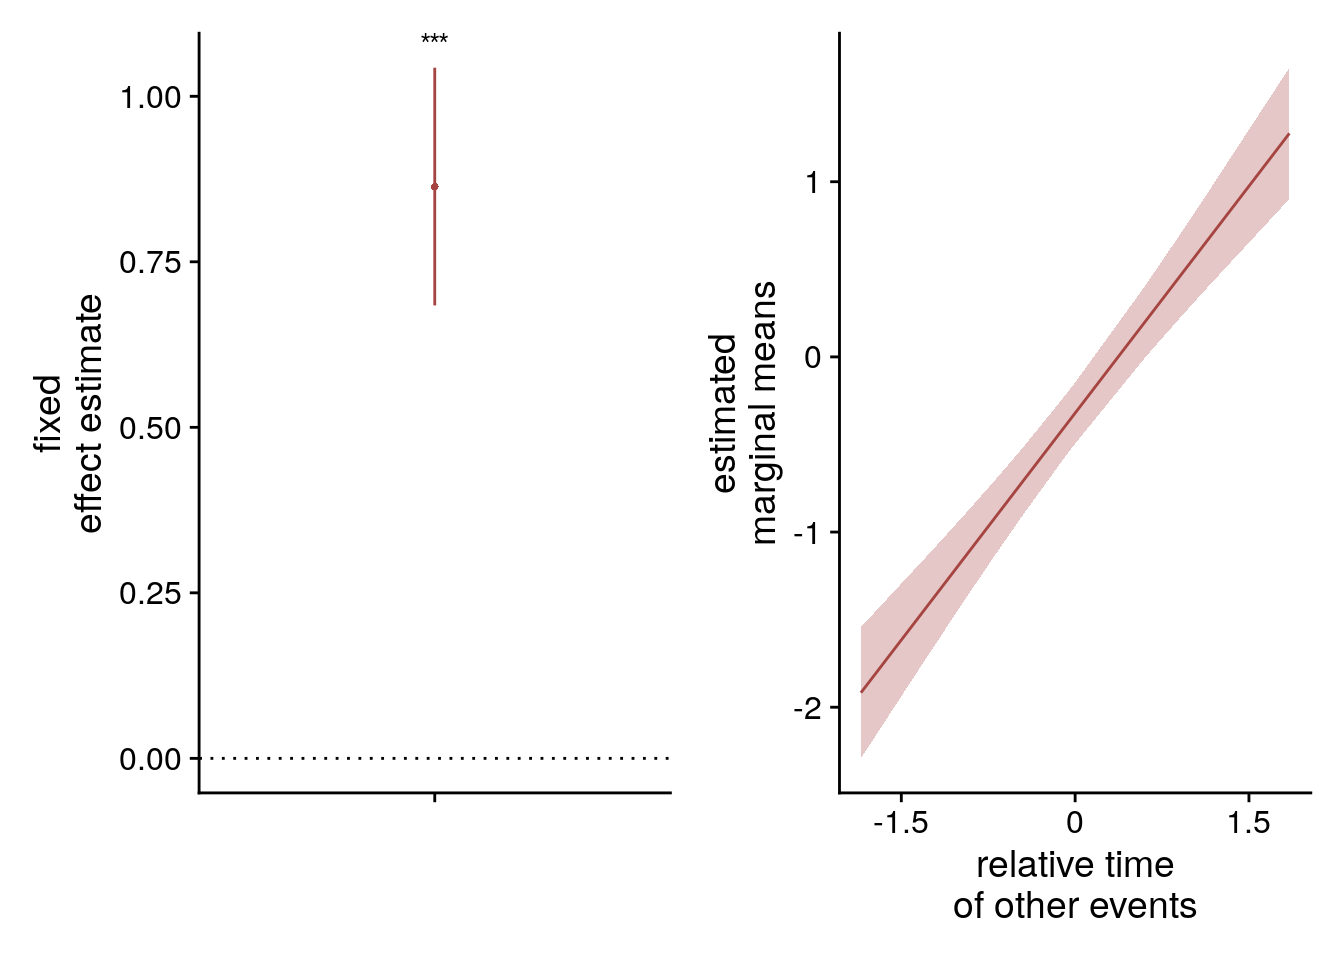 ***
1.00
0.75
0.50
0.25
0.00
fixed
effect estimate
1
0
-1
-2
estimated
marginal means
-1.5 0 1.5
relative time
of other events